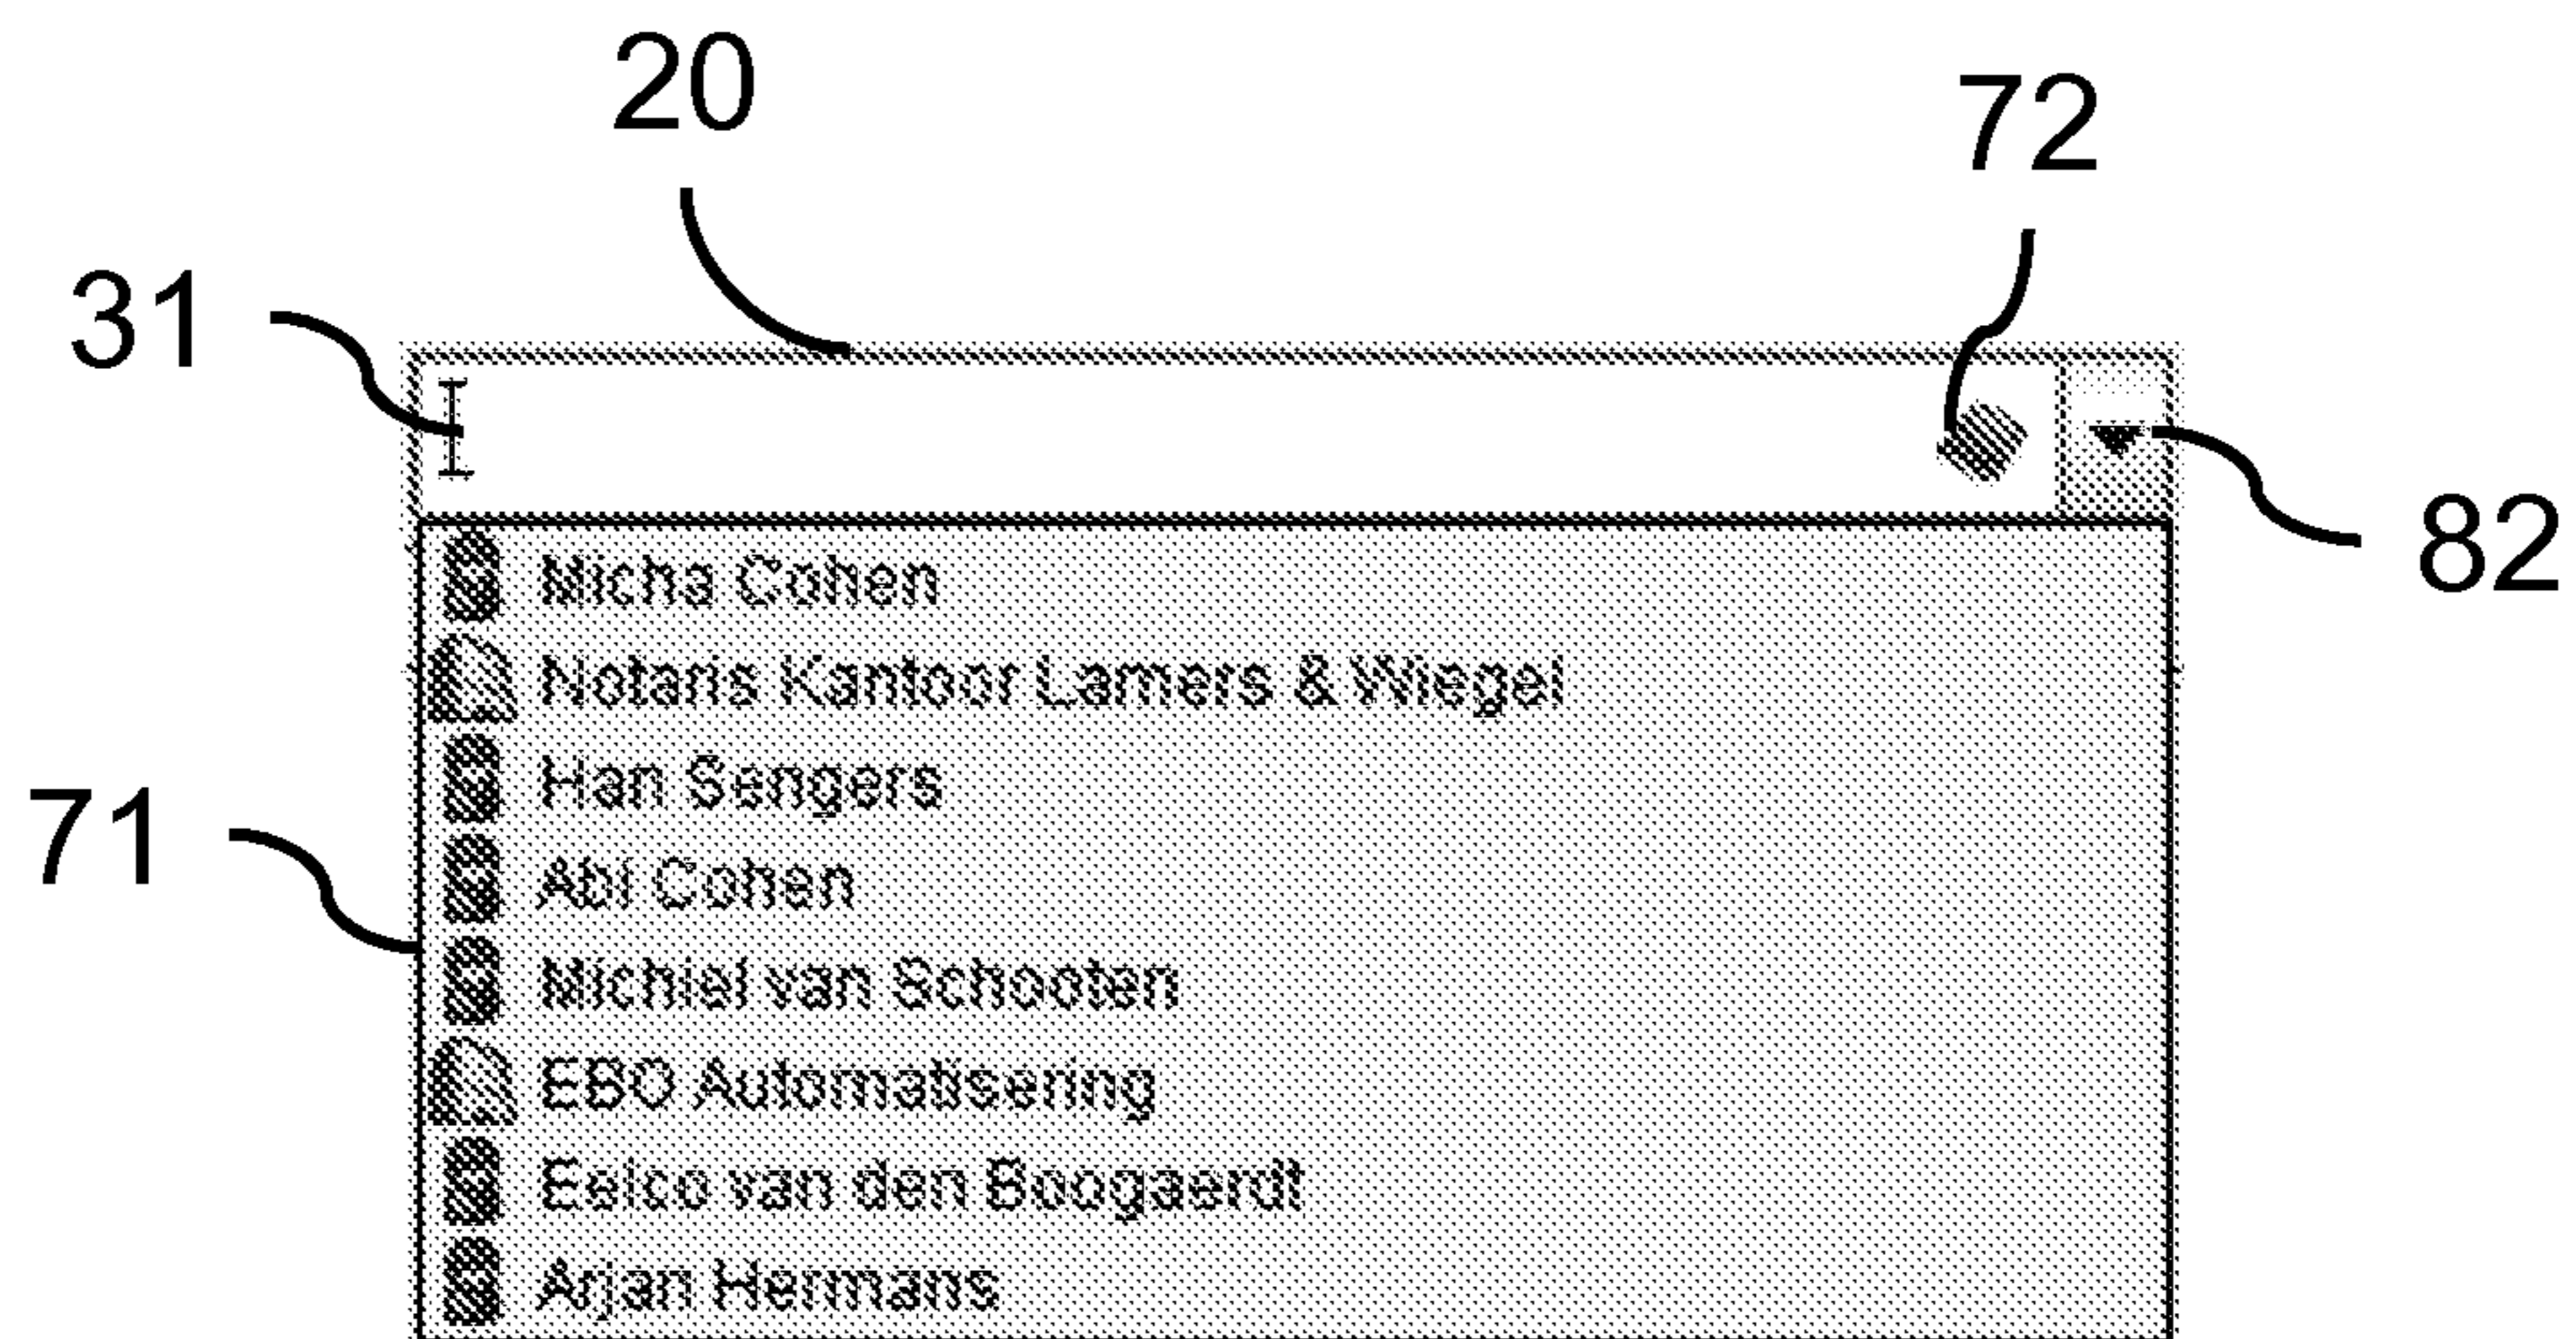 20
72
31
82
Micha Cohen
Notaris Kantoor Lamers & Wiegel
Han Sengers
71
Abi Cohen
Michiel van Schooten
EBO Automatisering
Eelco van den Boogaerdt
Arjan Hermans